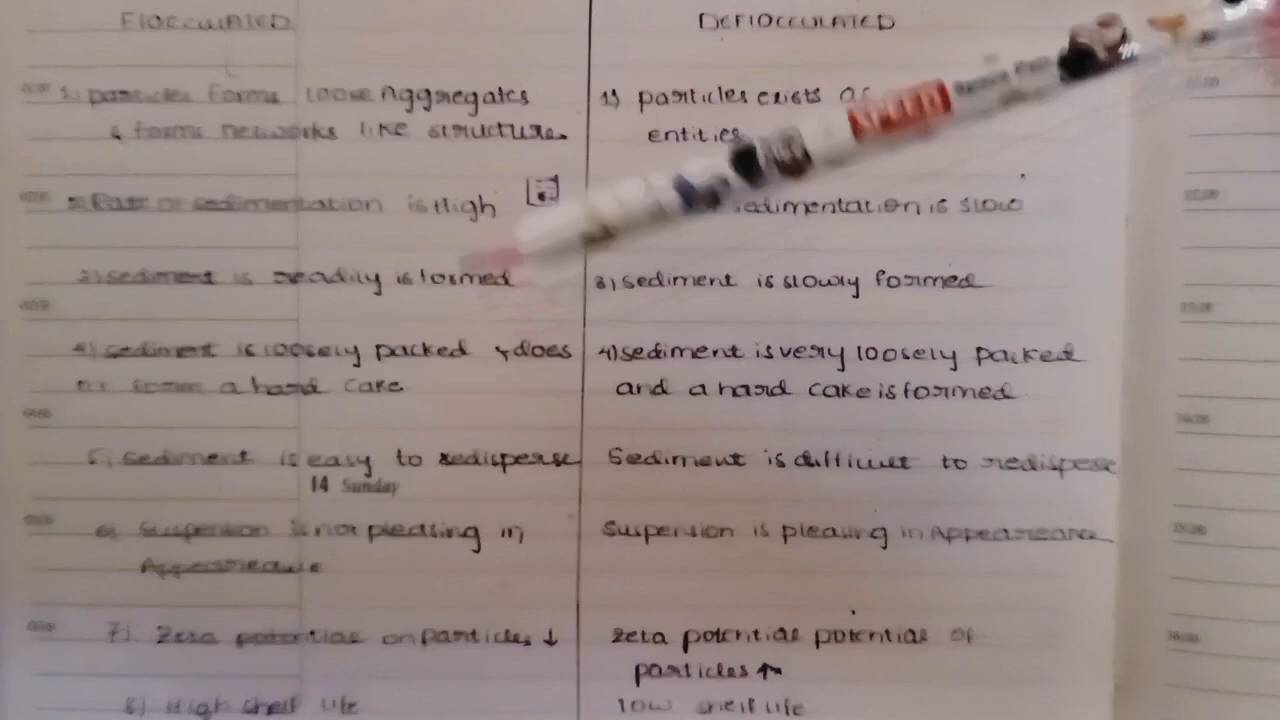 FLOCCULATED
DEFLOCCULATED
1. particles forms loose Aggregates
& forms networks like structure.
1) particles exists as
entities
2. Rate of sedimentation is High
sedimentation is slow
3) sediment is readily is formed
3) sediment is slowly formed
4) sediment is loosely packed & does
not form a hard cake
4) sediment is very loosely packed
and a hard cake is formed
5) sediment is easy to redisperse
Sediment is difficult to redispese
14 Sunday
6) Suspension is not pleasing in
Appeareance
Suspension is pleasing in Appeareance
7) Zeta potential on particles ↓
zeta potential potential of
particles ↑
8) High shelf life
low shelf life
SPEED